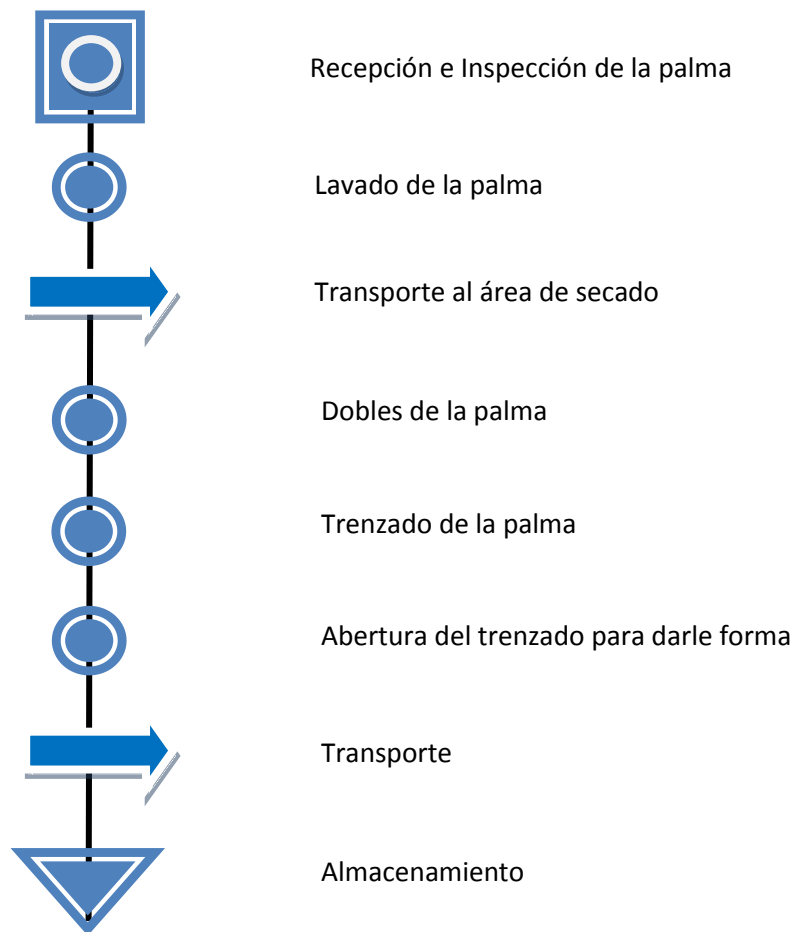 Recepción e Inspección de la palma
Lavado de la palma
Transporte al área de secado
Dobles de la palma
Trenzado de la palma
Abertura del trenzado para darle forma
Transporte
Almacenamiento